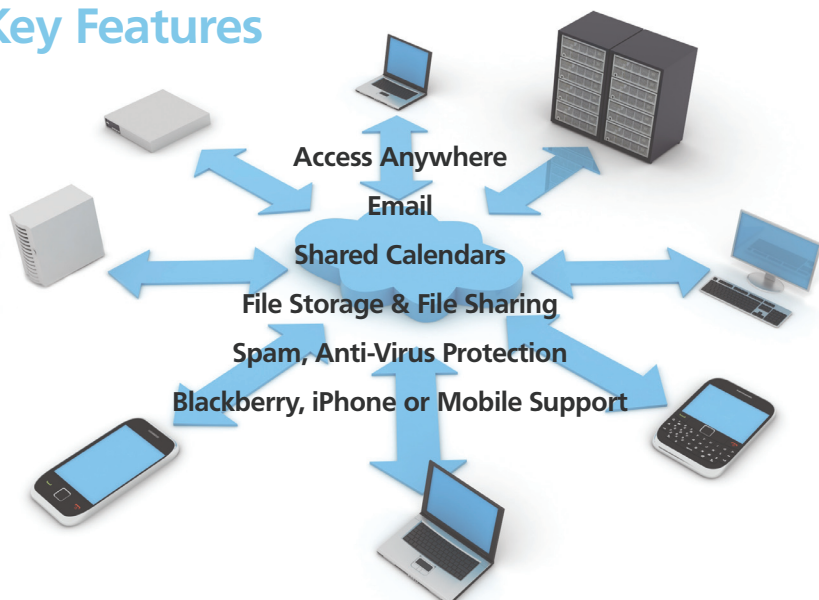 Key Features
Access Anywhere
Email
Shared Calendars
File Storage & File Sharing
Spam, Anti-Virus Protection
Blackberry, iPhone or Mobile Support